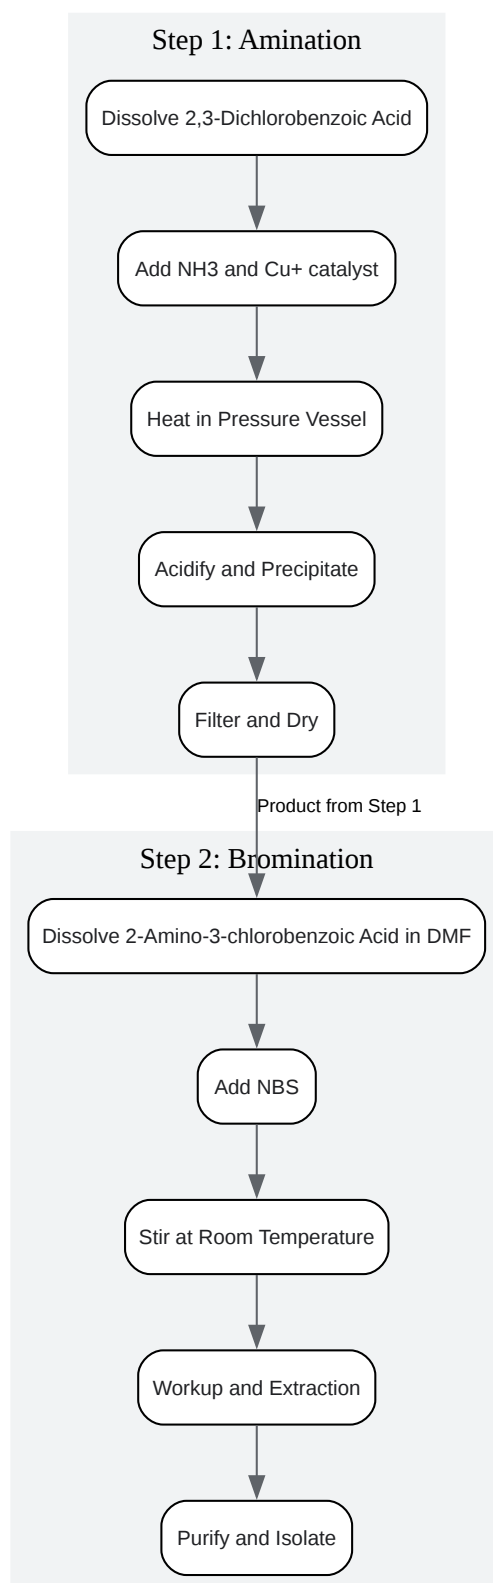 Step 1: Amination
Dissolve 2,3-Dichlorobenzoic Acid
Add NH3 and Cu+ catalyst
Heat in Pressure Vessel
Acidify and Precipitate
Filter and Dry
Product from Step 1
Step 2: Bromination
Dissolve 2-Amino-3-chlorobenzoic Acid in DMF
Add NBS
Stir at Room Temperature
Workup and Extraction
Purify and Isolate